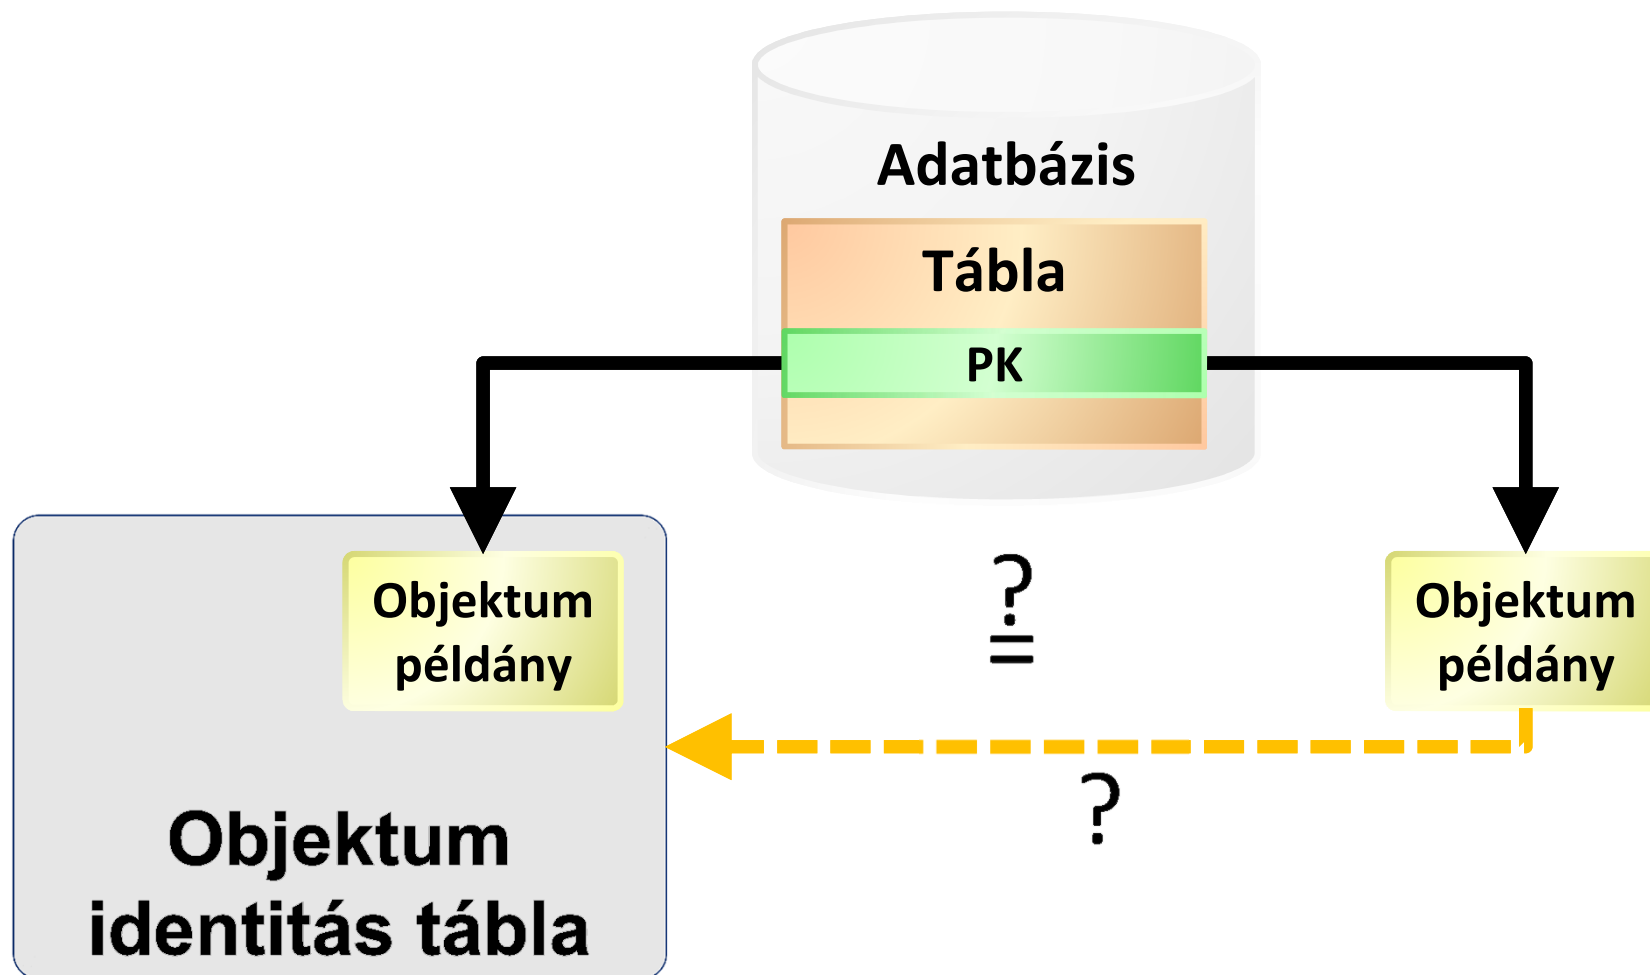 Adatbázis
Tábla
PK
Objektum
példány
?
=
Objektum
példány
?
Objektum
identitás tábla